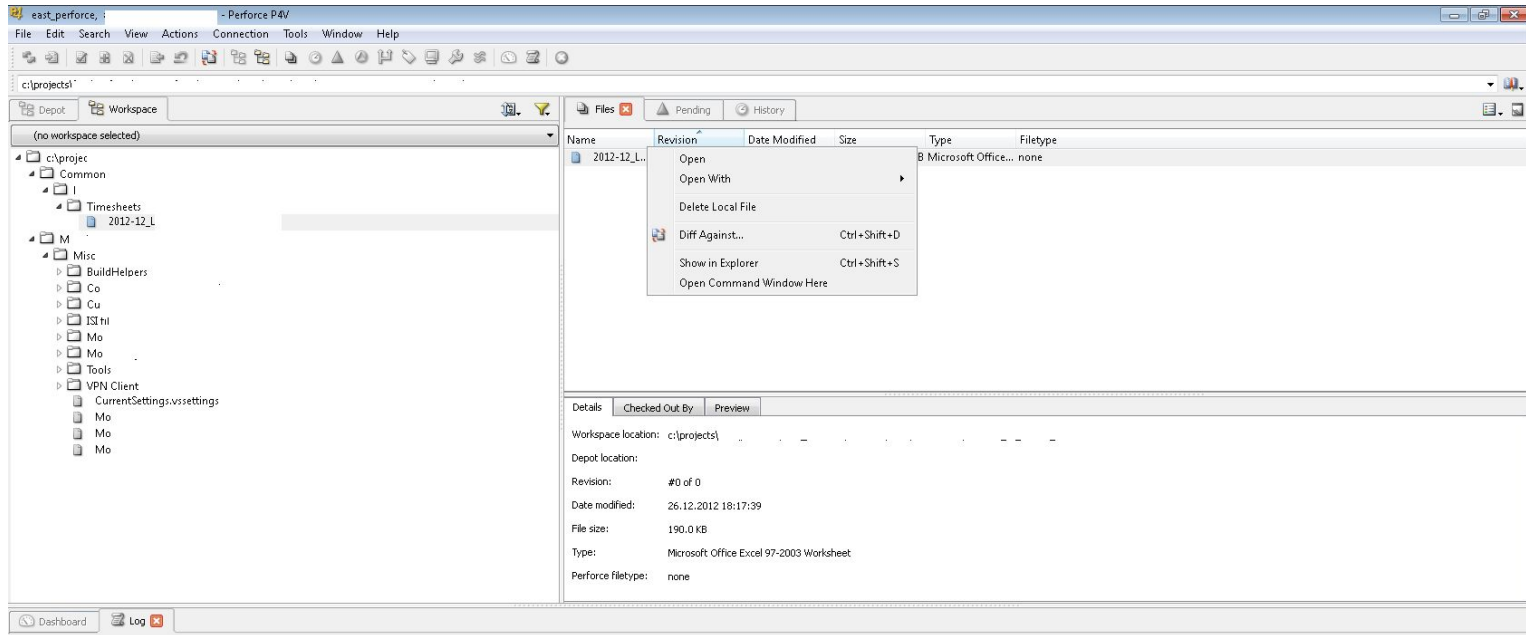 east_perforce, - Perforce P4V
File Edit Search View Actions Connection Tools Window Help
c:\projects\
Depot Workspace
(no workspace selected)
c:\projec
Common
I
Timesheets
2012-12_L
M
Misc
BuildHelpers
Co
Cu
Mo
Mo
Tools
VPN Client
CurrentSettings.vssettings
Mo
Mo
Mo
Files Pending History
Name Revision Date Modified Size Type Filetype
2012-12_L... B Microsoft Office... none
Open
Open With
Delete Local File
Diff Against... Ctrl+Shift+D
Show in Explorer Ctrl+Shift+S
Open Command Window Here
Details Checked Out By Preview
Workspace location: c:\projects\
Depot location:
Revision: #0 of 0
Date modified: 26.12.2012 18:17:39
File size: 190.0 KB
Type: Microsoft Office Excel 97-2003 Worksheet
Perforce filetype: none
Dashboard Log